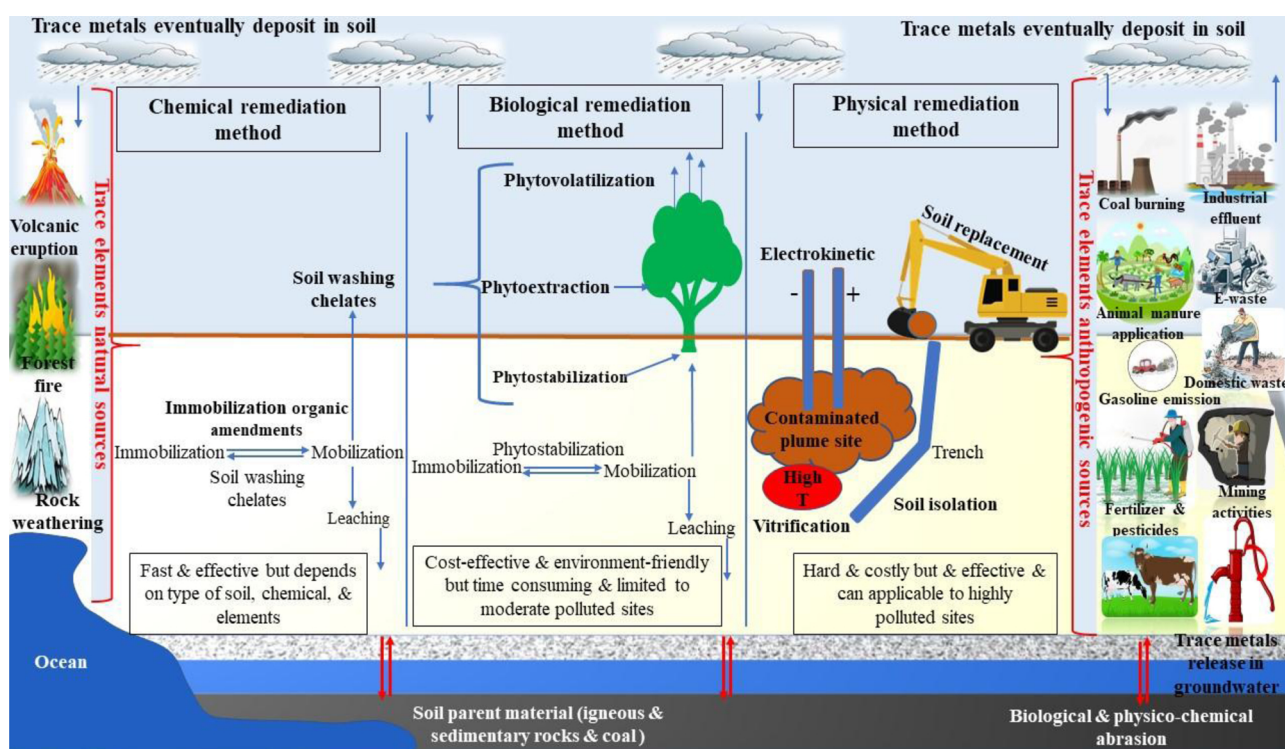 Trace metals eventually deposit in soil
Trace metals eventually deposit in soil
Chemical remediation
method
Biological remediation
method
Physical remediation
method
Trace elements natural sources
Volcanic
eruption
Forest
fire
Rock
weathering
Soil washing
chelates
Immobilization organic
amendments
Immobilization
Mobilization
Soil washing
chelates
Leaching
Fast & effective but depends
on type of soil, chemical, &
elements
Phytovolatilization
Phytoextraction
Phytostabilization
Phytostabilization
Immobilization
Mobilization
Leaching
Cost-effective & environment-friendly
but time consuming & limited to
moderate polluted sites
Soil replacement
Electrokinetic
- +
Contaminated
plume site
High
T
Vitrification
Trench
Soil isolation
Hard & costly but & effective &
can applicable to highly
polluted sites
Trace elements anthropogenic sources
Coal burning
Industrial
effluent
Animal manure
application
E-waste
Gasoline emission
Domestic waste
Fertilizer &
pesticides
Mining
activities
Trace metals
release in
groundwater
Ocean
Soil parent material (igneous &
sedimentary rocks & coal )
Biological & physico-chemical
abrasion